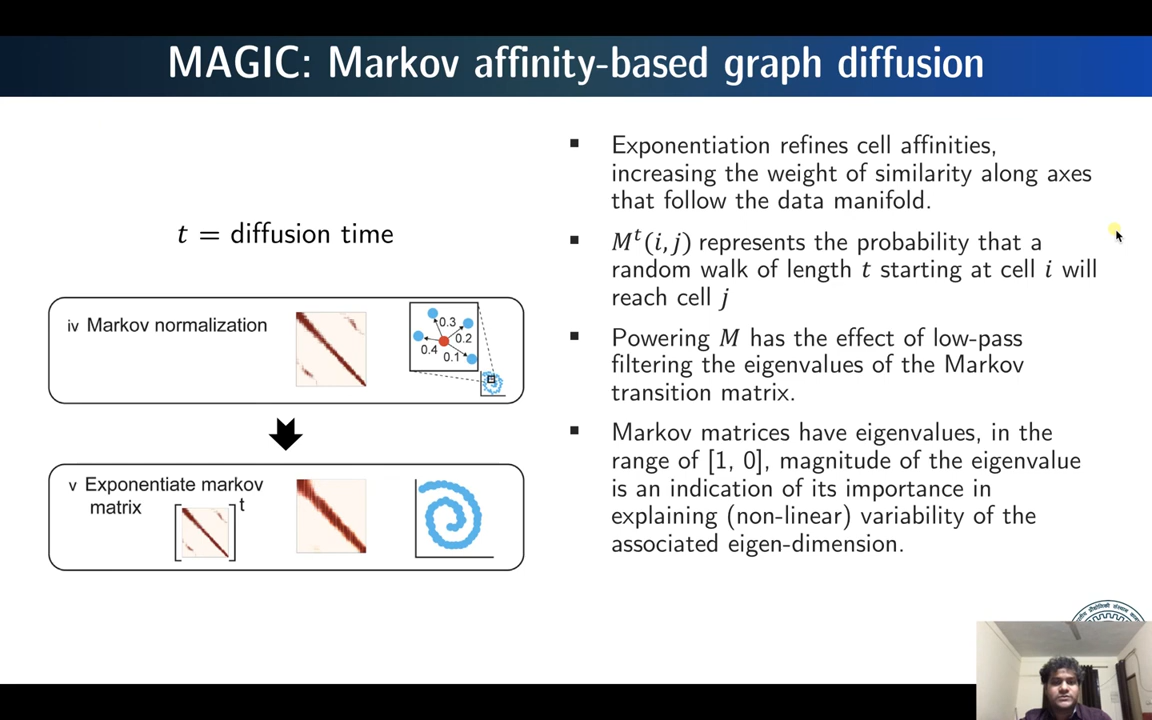 MAGIC: Markov affinity-based graph diffusion
t = diffusion time
iv Markov normalization
0.3
0.2
0.4
0.1
v Exponentiate markov
matrix
t
▪ Exponentiation refines cell affinities,
increasing the weight of similarity along axes
that follow the data manifold.
▪ Mᵗ(i,j) represents the probability that a
random walk of length t starting at cell i will
reach cell j
▪ Powering M has the effect of low-pass
filtering the eigenvalues of the Markov
transition matrix.
▪ Markov matrices have eigenvalues, in the
range of [1, 0], magnitude of the eigenvalue
is an indication of its importance in
explaining (non-linear) variability of the
associated eigen-dimension.